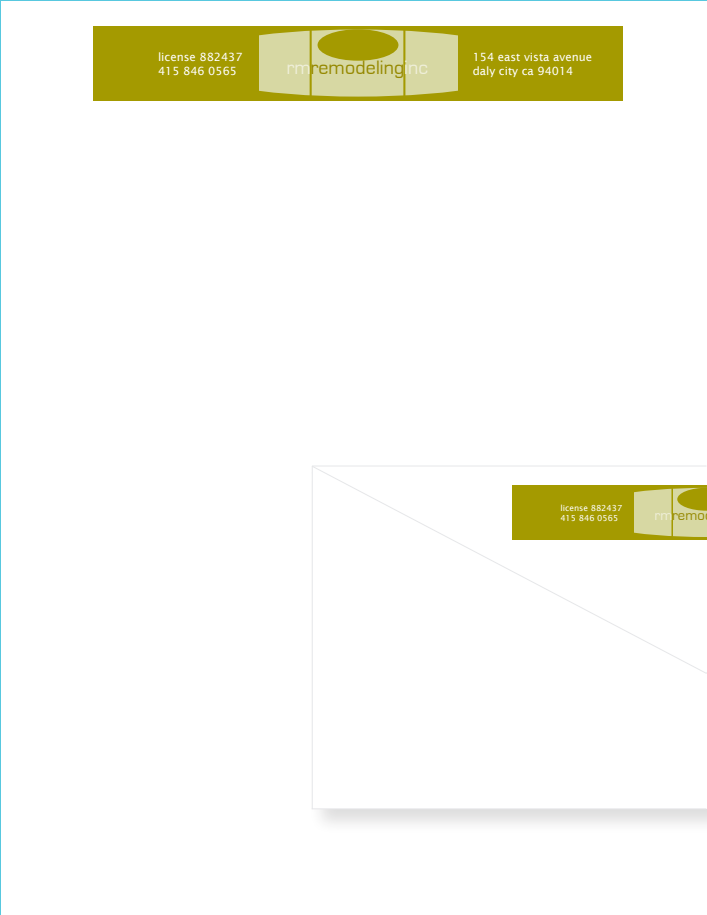 license 882437
415 846 0565
rmremodelinginc
154 east vista avenue
daly city ca 94014
license 882437
415 846 0565
rmremo